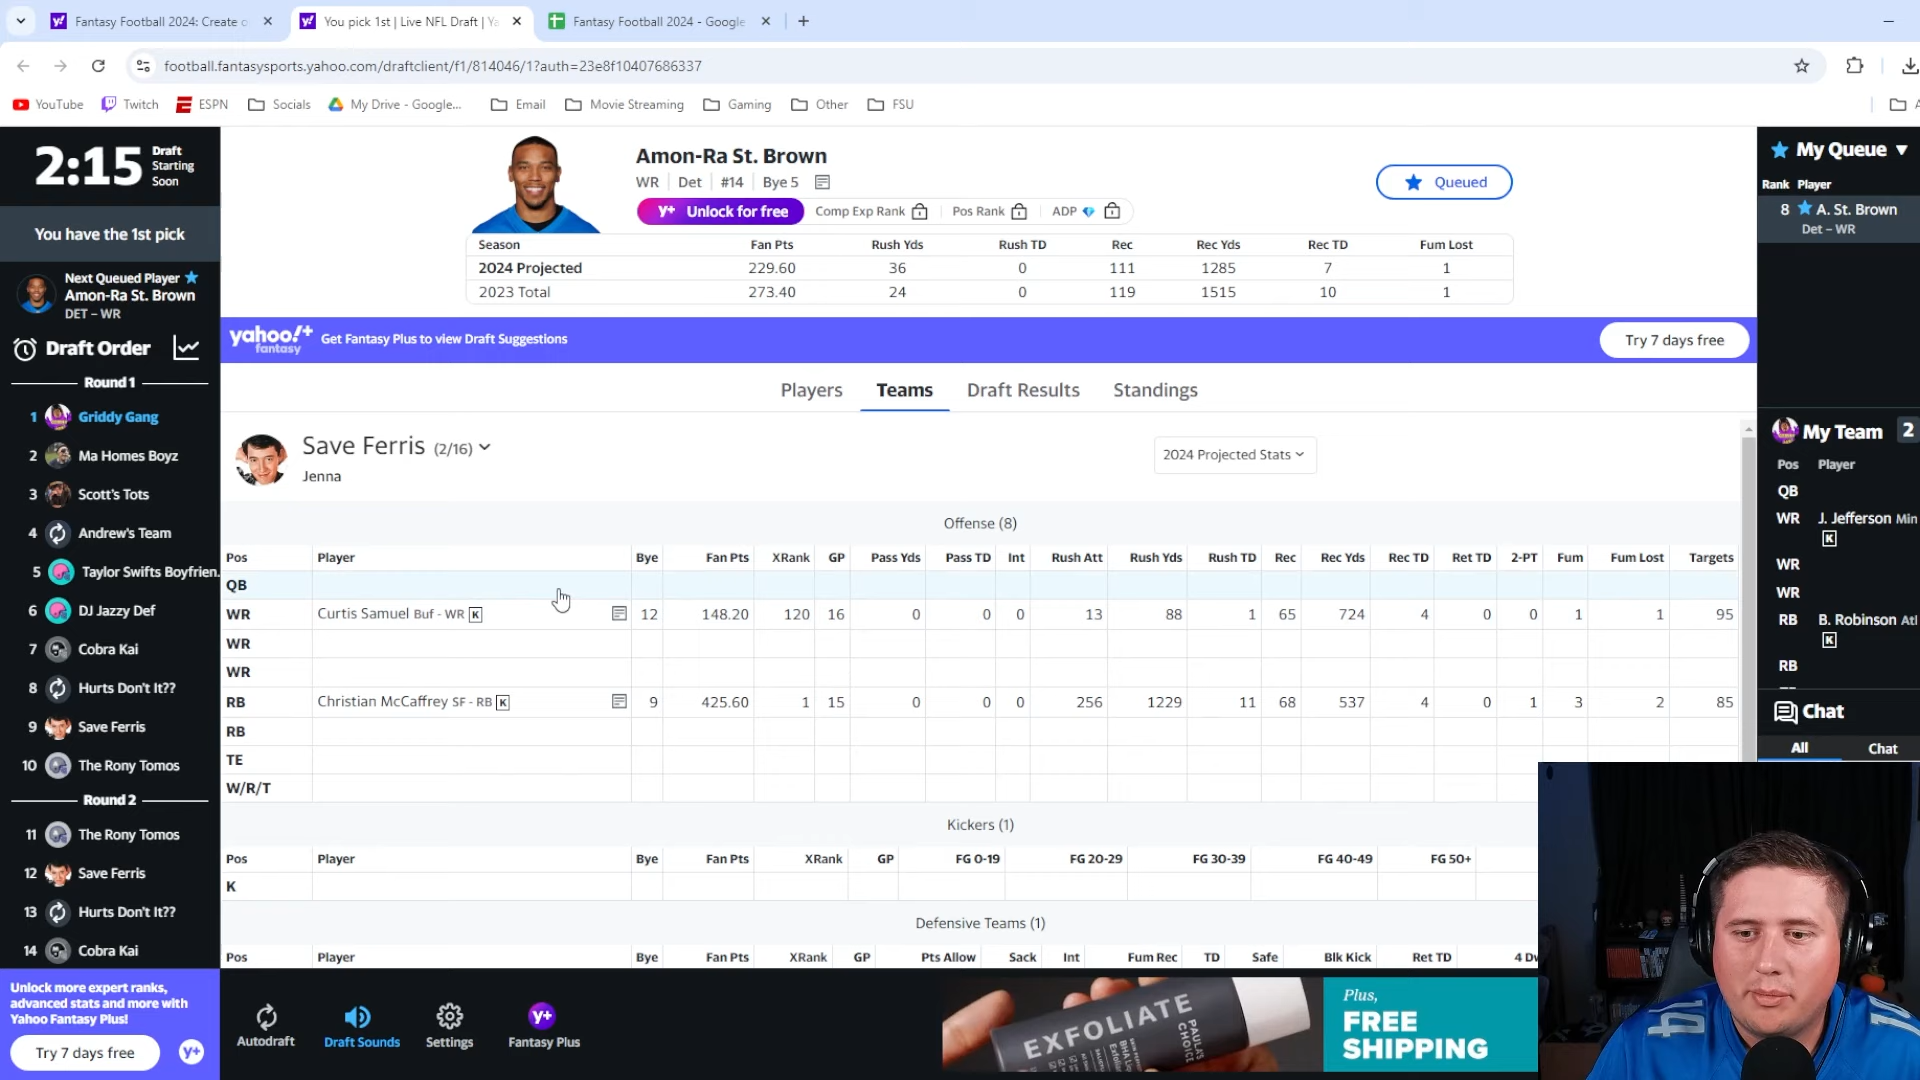 Fantasy Football 2024: Create o
You pick 1st | Live NFL Draft | Ya
Fantasy Football 2024 - Google
football.fantasysports.yahoo.com/draftclient/f1/814046/1?auth=23e8f10407686337
YouTube Twitch ESPN Socials My Drive - Google... Email Movie Streaming Gaming Other FSU
2:15 Draft Starting Soon
You have the 1st pick
Next Queued Player
Amon-Ra St. Brown
DET – WR
Draft Order
Round 1
1 Griddy Gang
2 Ma Homes Boyz
3 Scott's Tots
4 Andrew's Team
5 Taylor Swifts Boyfrien.
6 DJ Jazzy Def
7 Cobra Kai
8 Hurts Don't It??
9 Save Ferris
10 The Rony Tomos
Round 2
11 The Rony Tomos
12 Save Ferris
13 Hurts Don't It??
14 Cobra Kai
Unlock more expert ranks,
advanced stats and more with
Yahoo Fantasy Plus!
Try 7 days free y+
Amon-Ra St. Brown
WR Det #14 Bye 5
y+ Unlock for free Comp Exp Rank Pos Rank ADP
Queued
Season Fan Pts Rush Yds Rush TD Rec Rec Yds Rec TD Fum Lost
2024 Projected 229.60 36 0 111 1285 7 1
2023 Total 273.40 24 0 119 1515 10 1
yahoo!+ fantasy Get Fantasy Plus to view Draft Suggestions Try 7 days free
Players Teams Draft Results Standings
Save Ferris (2/16)
Jenna
2024 Projected Stats
Offense (8)
Pos Player Bye Fan Pts XRank GP Pass Yds Pass TD Int Rush Att Rush Yds Rush TD Rec Rec Yds Rec TD Ret TD 2-PT Fum Fum Lost Targets
QB
WR Curtis Samuel Buf - WR K 12 148.20 120 16 0 0 0 13 88 1 65 724 4 0 0 1 1 95
WR
WR
RB Christian McCaffrey SF - RB K 9 425.60 1 15 0 0 0 256 1229 11 68 537 4 0 1 3 2 85
RB
TE
W/R/T
Kickers (1)
Pos Player Bye Fan Pts XRank GP FG 0-19 FG 20-29 FG 30-39 FG 40-49 FG 50+
K
Defensive Teams (1)
Pos Player Bye Fan Pts XRank GP Pts Allow Sack Int Fum Rec TD Safe Blk Kick Ret TD 4 Dw
Autodraft Draft Sounds Settings Fantasy Plus
EXFOLIATE
PAULA'S CHOICE
Plus,
FREE
SHIPPING
My Queue
Rank Player
8 A. St. Brown
Det – WR
My Team 2
Pos Player
QB
WR J. Jefferson Min
K
WR
WR
RB B. Robinson Atl
K
RB
Chat
All Chat
14